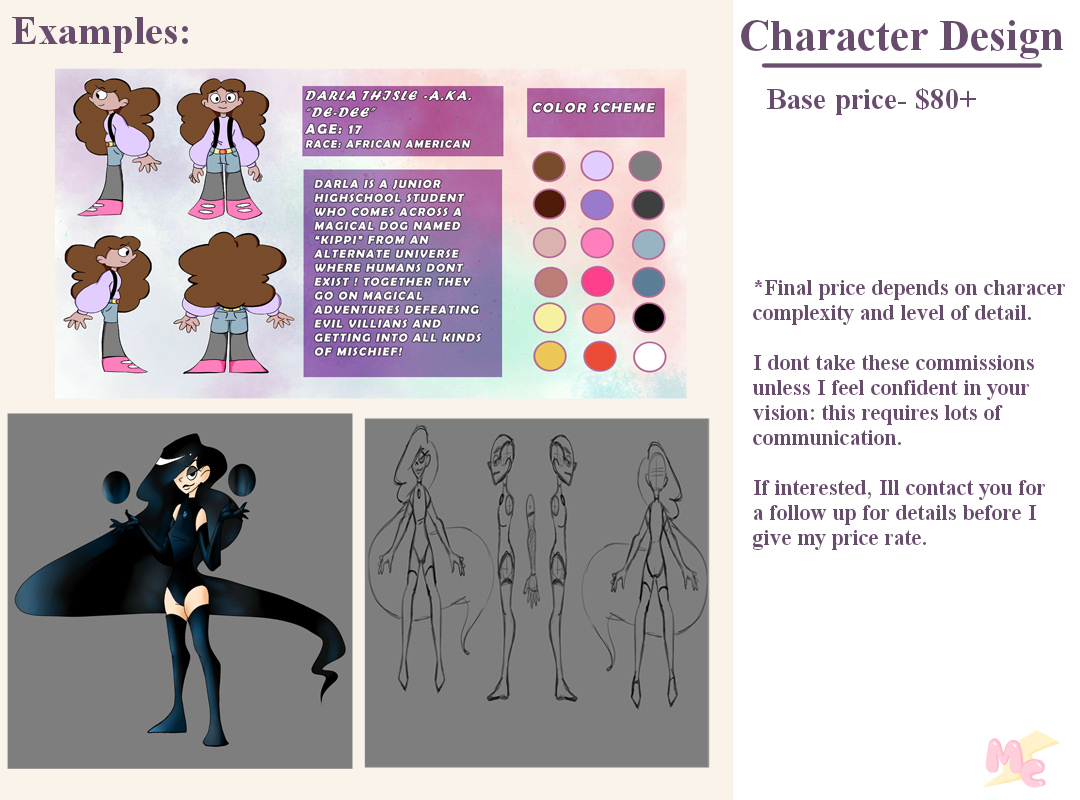 Examples:
DARLA THISLE -A.K.A.
"DE-DEE"
AGE: 17
RACE: AFRICAN AMERICAN
DARLA IS A JUNIOR
HIGHSCHOOL STUDENT
WHO COMES ACROSS A
MAGICAL DOG NAMED
"KIPPI" FROM AN
ALTERNATE UNIVERSE
WHERE HUMANS DONT
EXIST ! TOGETHER THEY
GO ON MAGICAL
ADVENTURES DEFEATING
EVIL VILLIANS AND
GETTING INTO ALL KINDS
OF MISCHIEF!
COLOR SCHEME
Character Design
Base price- $80+
*Final price depends on characer
complexity and level of detail.
I dont take these commissions
unless I feel confident in your
vision: this requires lots of
communication.
If interested, Ill contact you for
a follow up for details before I
give my price rate.
MC